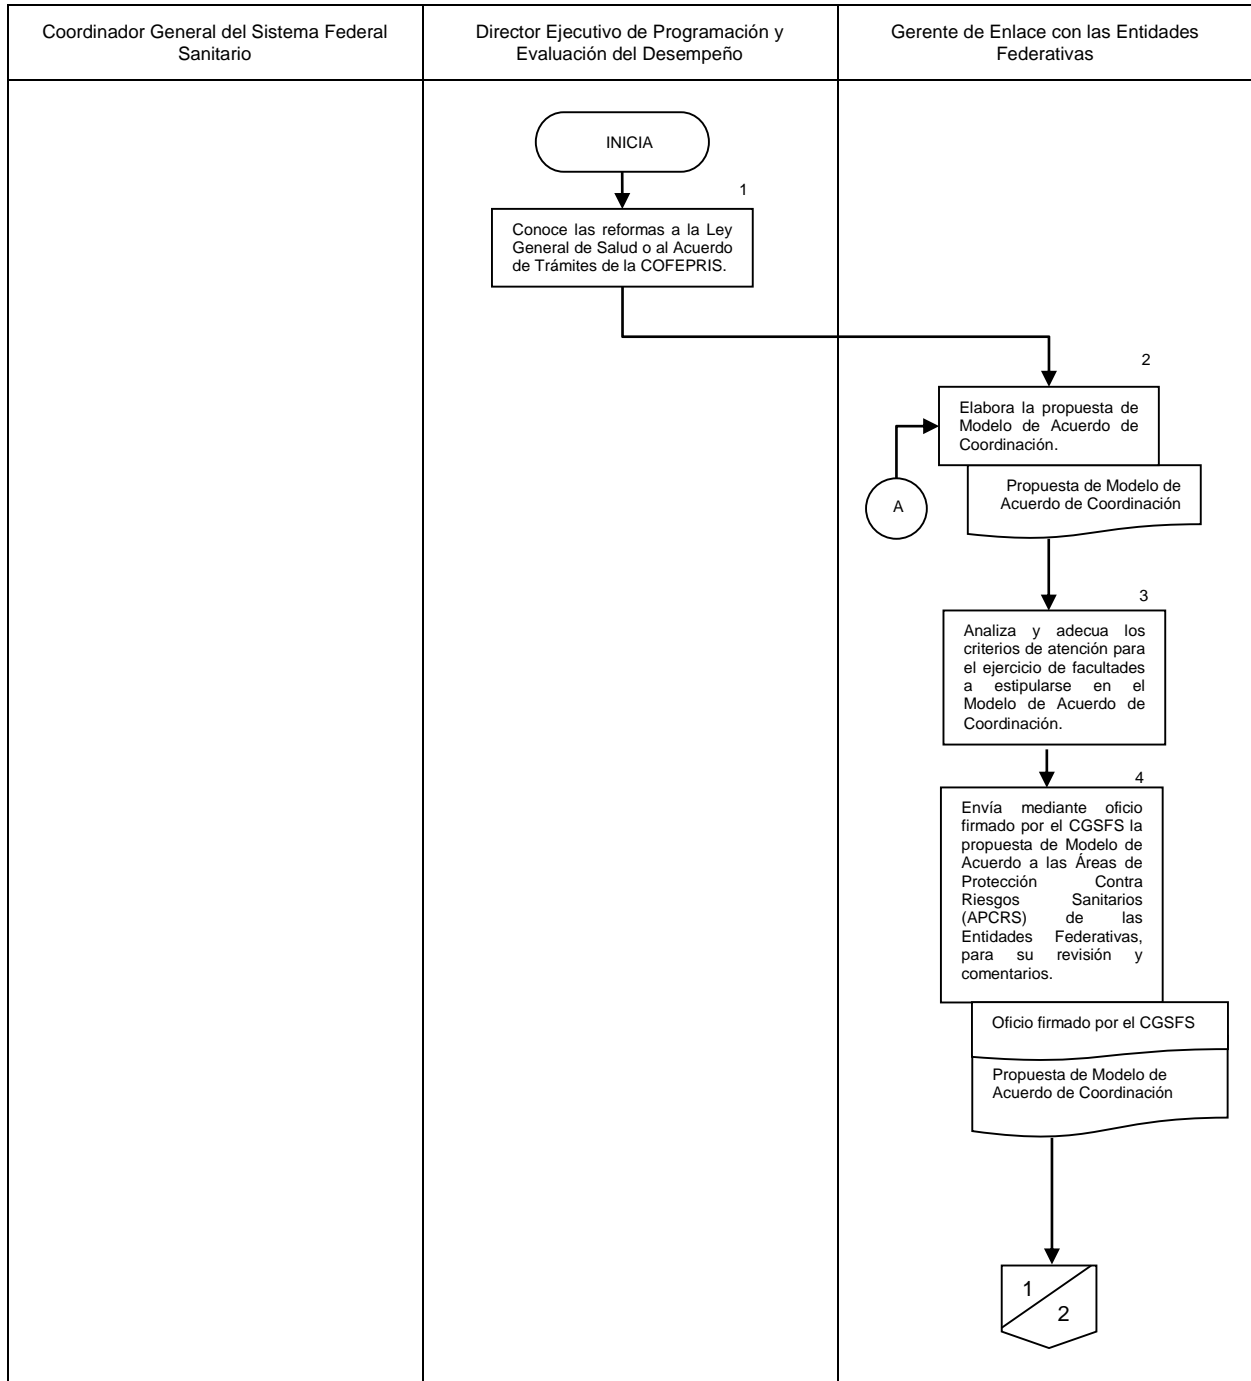 Coordinador General del Sistema Federal
Sanitario
Director Ejecutivo de Programación y
Evaluación del Desempeño
Gerente de Enlace con las Entidades
Federativas
INICIA
1
Conoce las reformas a la Ley
General de Salud o al Acuerdo
de Trámites de la COFEPRIS.
2
Elabora la propuesta de
Modelo de Acuerdo de
Coordinación.
Propuesta de Modelo de
Acuerdo de Coordinación
A
3
Analiza y adecua los
criterios de atención para
el ejercicio de facultades
a estipularse en el
Modelo de Acuerdo de
Coordinación.
4
Envía mediante oficio
firmado por el CGSFS la
propuesta de Modelo de
Acuerdo a las Áreas de
Protección Contra
Riesgos Sanitarios
(APCRS) de las
Entidades Federativas,
para su revisión y
comentarios.
Oficio firmado por el CGSFS
Propuesta de Modelo de
Acuerdo de Coordinación
1
2